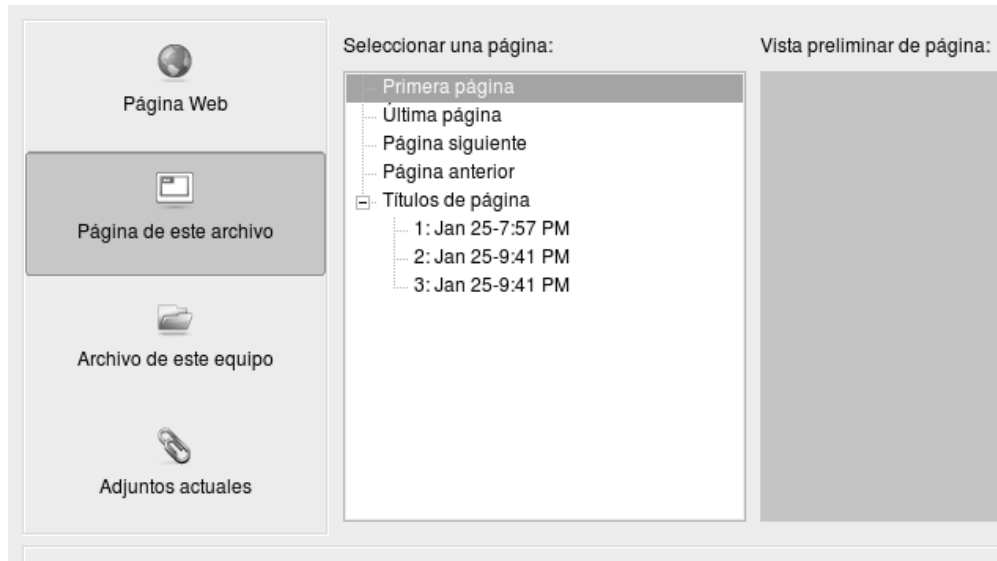 Página Web
Página de este archivo
Archivo de este equipo
Adjuntos actuales
Seleccionar una página:
Primera página
Última página
Página siguiente
Página anterior
Títulos de página
1: Jan 25-7:57 PM
2: Jan 25-9:41 PM
3: Jan 25-9:41 PM
Vista preliminar de página: